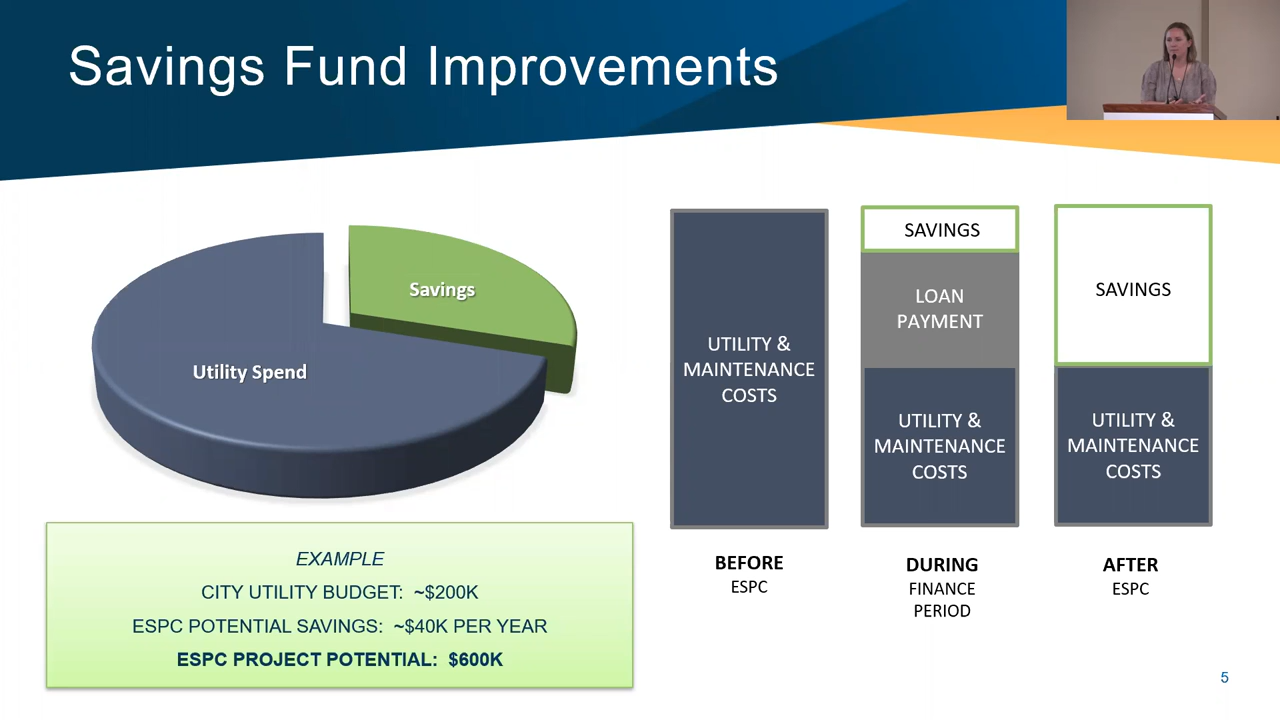 Savings Fund Improvements
Savings
Utility Spend
EXAMPLE
CITY UTILITY BUDGET:  ~$200K
ESPC POTENTIAL SAVINGS:  ~$40K PER YEAR
ESPC PROJECT POTENTIAL:  $600K
UTILITY &
MAINTENANCE
COSTS
BEFORE
ESPC
SAVINGS
LOAN
PAYMENT
UTILITY &
MAINTENANCE
COSTS
DURING
FINANCE
PERIOD
SAVINGS
UTILITY &
MAINTENANCE
COSTS
AFTER
ESPC
5